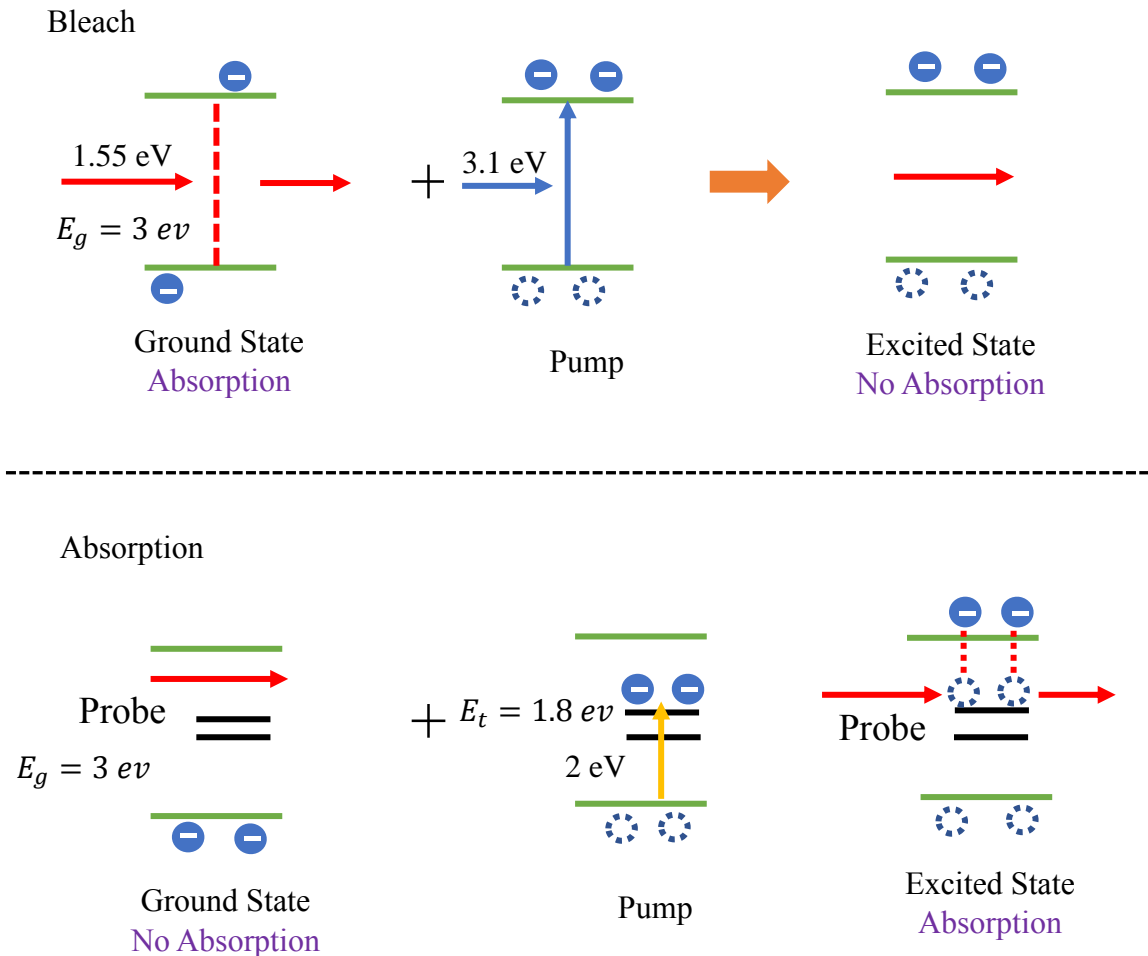 Bleach
1.55 eV
+
3.1 eV
E_g = 3 ev
Ground State
Absorption
Pump
Excited State
No Absorption
Absorption
Probe
E_g = 3 ev
+
E_t = 1.8 ev
2 eV
Probe
Ground State
No Absorption
Pump
Excited State
Absorption